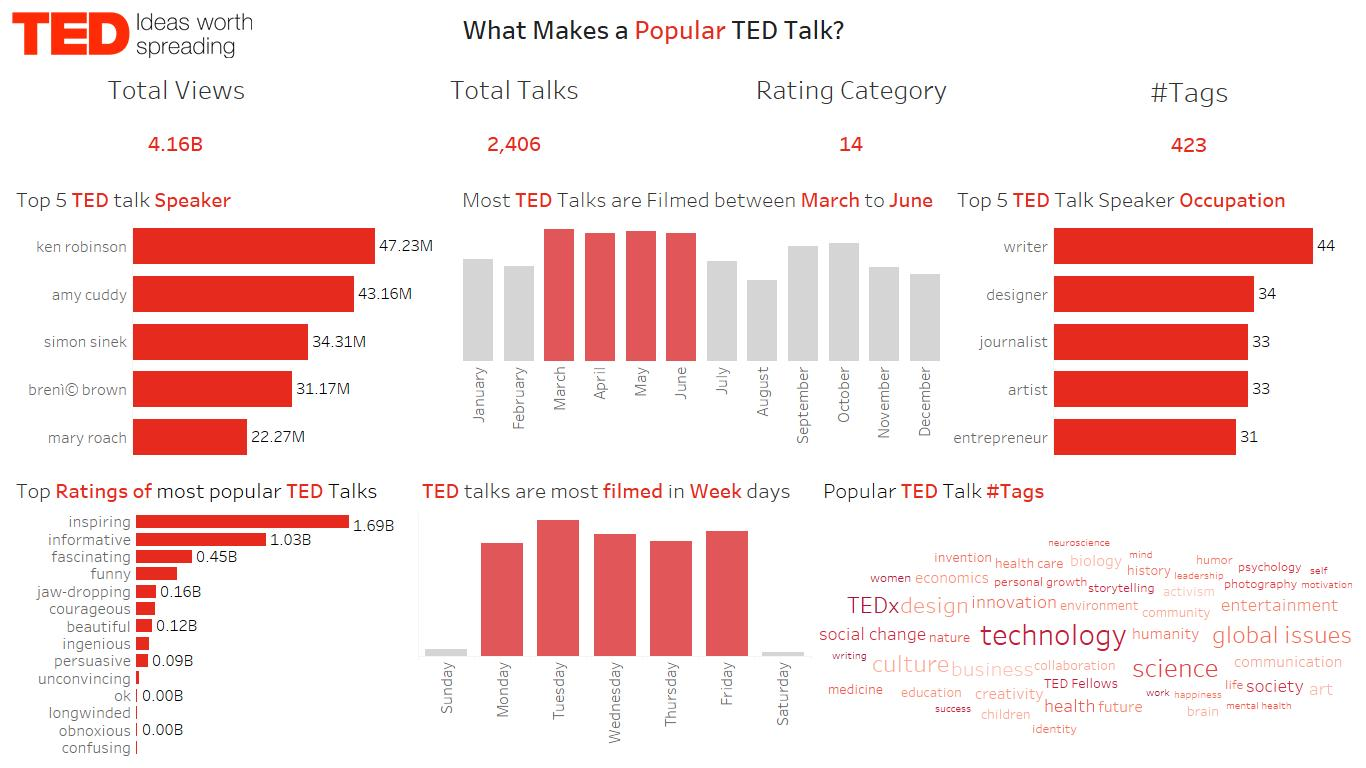 TED Ideas worth
spreading
What Makes a Popular TED Talk?
Total Views
Total Talks
Rating Category
#Tags
4.16B
2,406
14
423
Top 5 TED talk Speaker
ken robinson 47.23M
amy cuddy 43.16M
simon sinek 34.31M
brenì© brown 31.17M
mary roach 22.27M
Most TED Talks are Filmed between March to June
January
February
March
April
May
June
July
August
September
October
November
December
Top 5 TED Talk Speaker Occupation
writer 44
designer 34
journalist 33
artist 33
entrepreneur 31
Top Ratings of most popular TED Talks
inspiring 1.69B
informative 1.03B
fascinating 0.45B
funny
jaw-dropping 0.16B
courageous
beautiful 0.12B
ingenious
persuasive 0.09B
unconvincing
ok 0.00B
longwinded
obnoxious 0.00B
confusing
TED talks are most filmed in Week days
Sunday
Monday
Tuesday
Wednesday
Thursday
Friday
Saturday
Popular TED Talk #Tags
neuroscience
invention health care biology mind humor
history leadership psychology self
women economics personal growth storytelling activism photography motivation
TEDx design innovation environment community entertainment
social change nature technology humanity global issues
writing culture business collaboration science communication
medicine education creativity TED Fellows work happiness life society art
success children health future brain mental health
identity